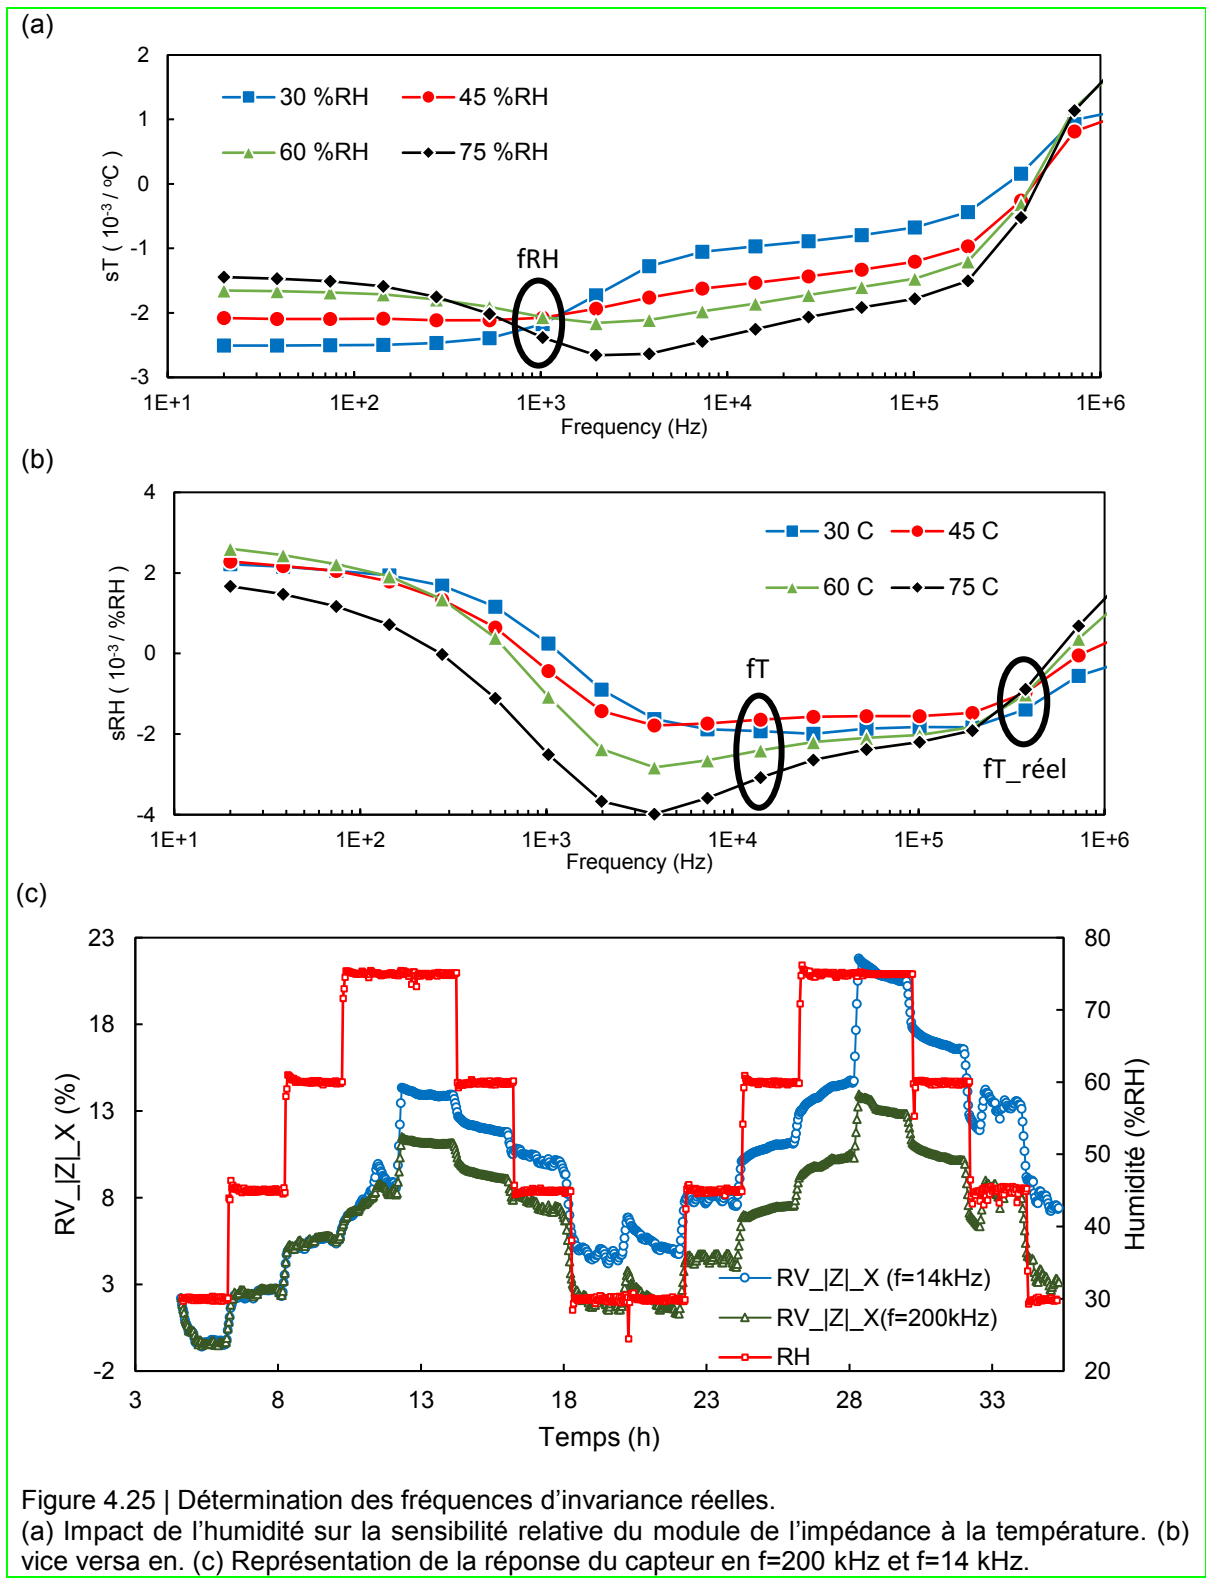 (a)
2
1
0
-1
-2
-3
sT ( 10⁻³ / ºC )
30 %RH
45 %RH
60 %RH
75 %RH
fRH
1E+1 1E+2 1E+3 1E+4 1E+5 1E+6
Frequency (Hz)
(b)
4
2
0
-2
-4
sRH ( 10⁻³ / %RH )
30 C
45 C
60 C
75 C
fT
fT_réel
1E+1 1E+2 1E+3 1E+4 1E+5 1E+6
Frequency (Hz)
(c)
23
18
13
8
3
-2
RV_|Z|_X (%)
80
70
60
50
40
30
20
Humidité (%RH)
RV_|Z|_X (f=14kHz)
RV_|Z|_X(f=200kHz)
RH
3 8 13 18 23 28 33
Temps (h)
Figure 4.25 | Détermination des fréquences d’invariance réelles.
(a) Impact de l’humidité sur la sensibilité relative du module de l’impédance à la température. (b)
vice versa en. (c) Représentation de la réponse du capteur en f=200 kHz et f=14 kHz.